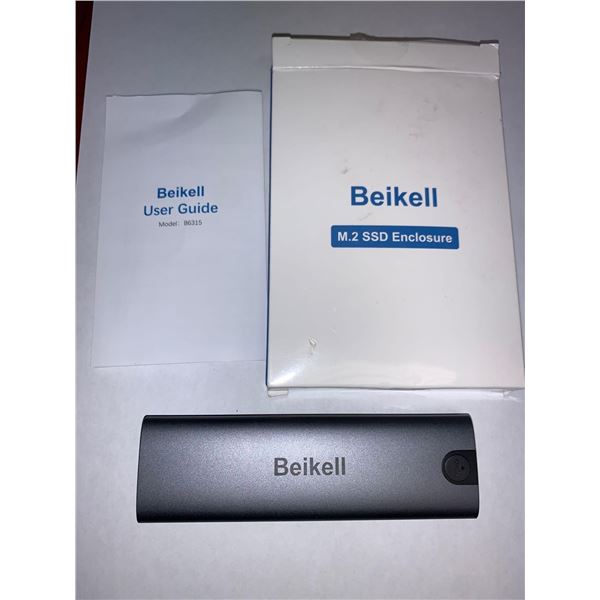 Beikell
User Guide
Model: B6315
Beikell
M.2 SSD Enclosure
Beikell